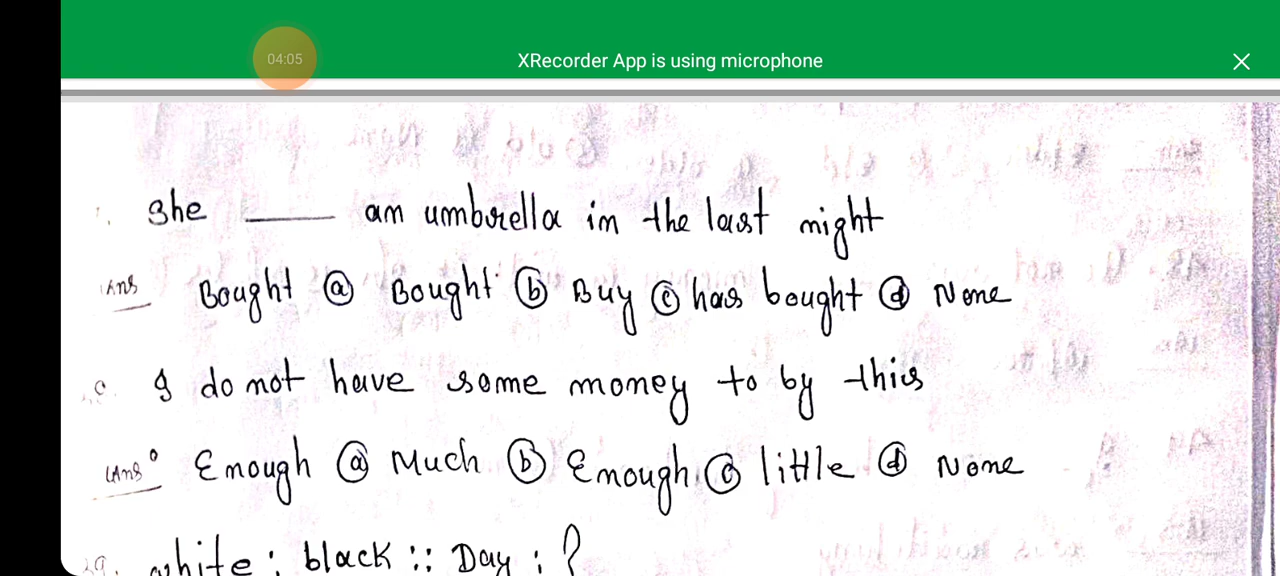 04:05
XRecorder App is using microphone
She ____ an umbrella in the last night
Ans Bought ⓐ Bought ⓑ Buy ⓒ has bought ⓓ None
I do not have some money to by this
Ans Enough ⓐ Much ⓑ Enough ⓒ little ⓓ None
29. white : black :: Day : ?